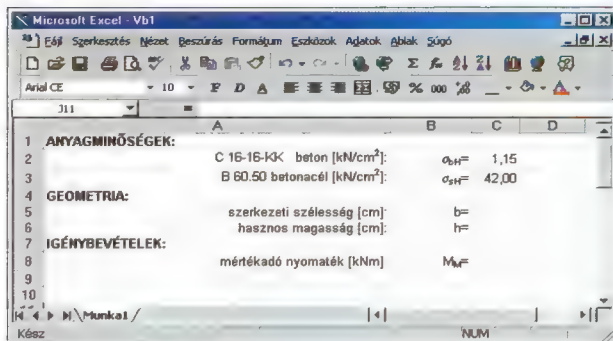 Microsoft Excel - Vb1
Fájl Szerkesztés Nézet Beszúrás Formátum Eszközök Adatok Ablak Súgó
Arial CE 10 F D A % 000
J11 =
A B C D
1 ANYAGMINŐSÉGEK:
2 C 16-16-KK beton [kN/cm²]: σbH= 1,15
3 B 60.50 betonacél [kN/cm²]: σsH= 42,00
4 GEOMETRIA:
5 szerkezeti szélesség [cm]: b=
6 hasznos magasság [cm]: h=
7 IGÉNYBEVÉTELEK:
8 mértékadó nyomaték [kNm] MM=
9
10
Munka1
Kész NUM